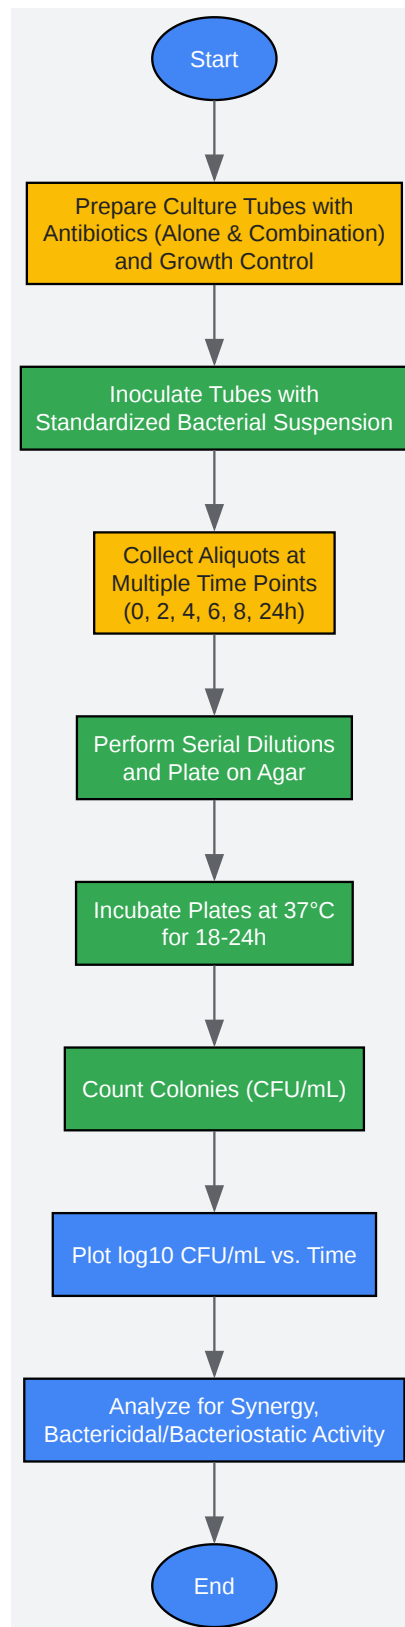 Start
Prepare Culture Tubes with
Antibiotics (Alone & Combination)
and Growth Control
Inoculate Tubes with
Standardized Bacterial Suspension
Collect Aliquots at
Multiple Time Points
(0, 2, 4, 6, 8, 24h)
Perform Serial Dilutions
and Plate on Agar
Incubate Plates at 37°C
for 18-24h
Count Colonies (CFU/mL)
Plot log10 CFU/mL vs. Time
Analyze for Synergy,
Bactericidal/Bacteriostatic Activity
End